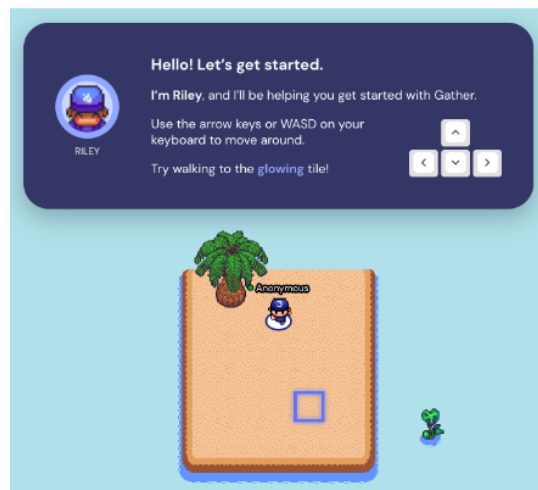 Hello! Let's get started.
I'm Riley, and I'll be helping you get started with Gather.
Use the arrow keys or WASD on your
keyboard to move around.
RILEY
Try walking to the glowing tile!
Anonymous